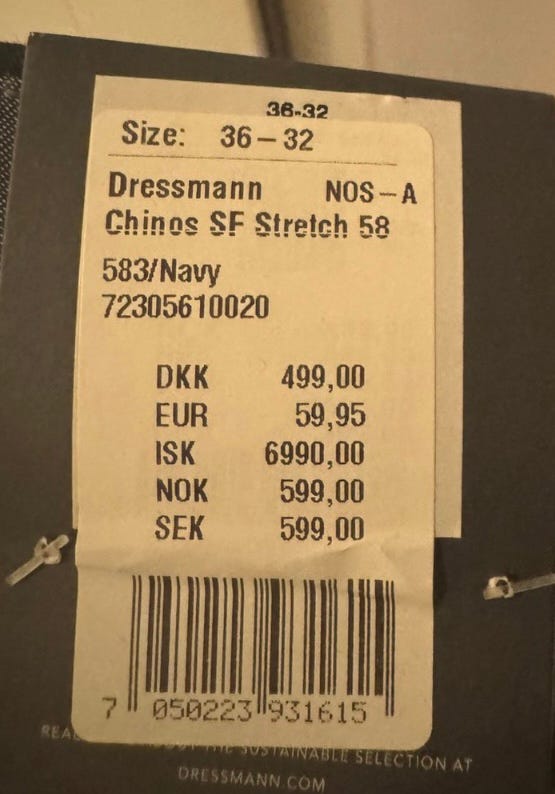 36-32
Size: 36-32
Dressmann NOS-A
Chinos SF Stretch 58
583/Navy
72305610020
DKK 499,00
EUR 59,95
ISK 6990,00
NOK 599,00
SEK 599,00
7 050223 931615
THE SUSTAINABLE SELECTION AT
DRESSMANN.COM